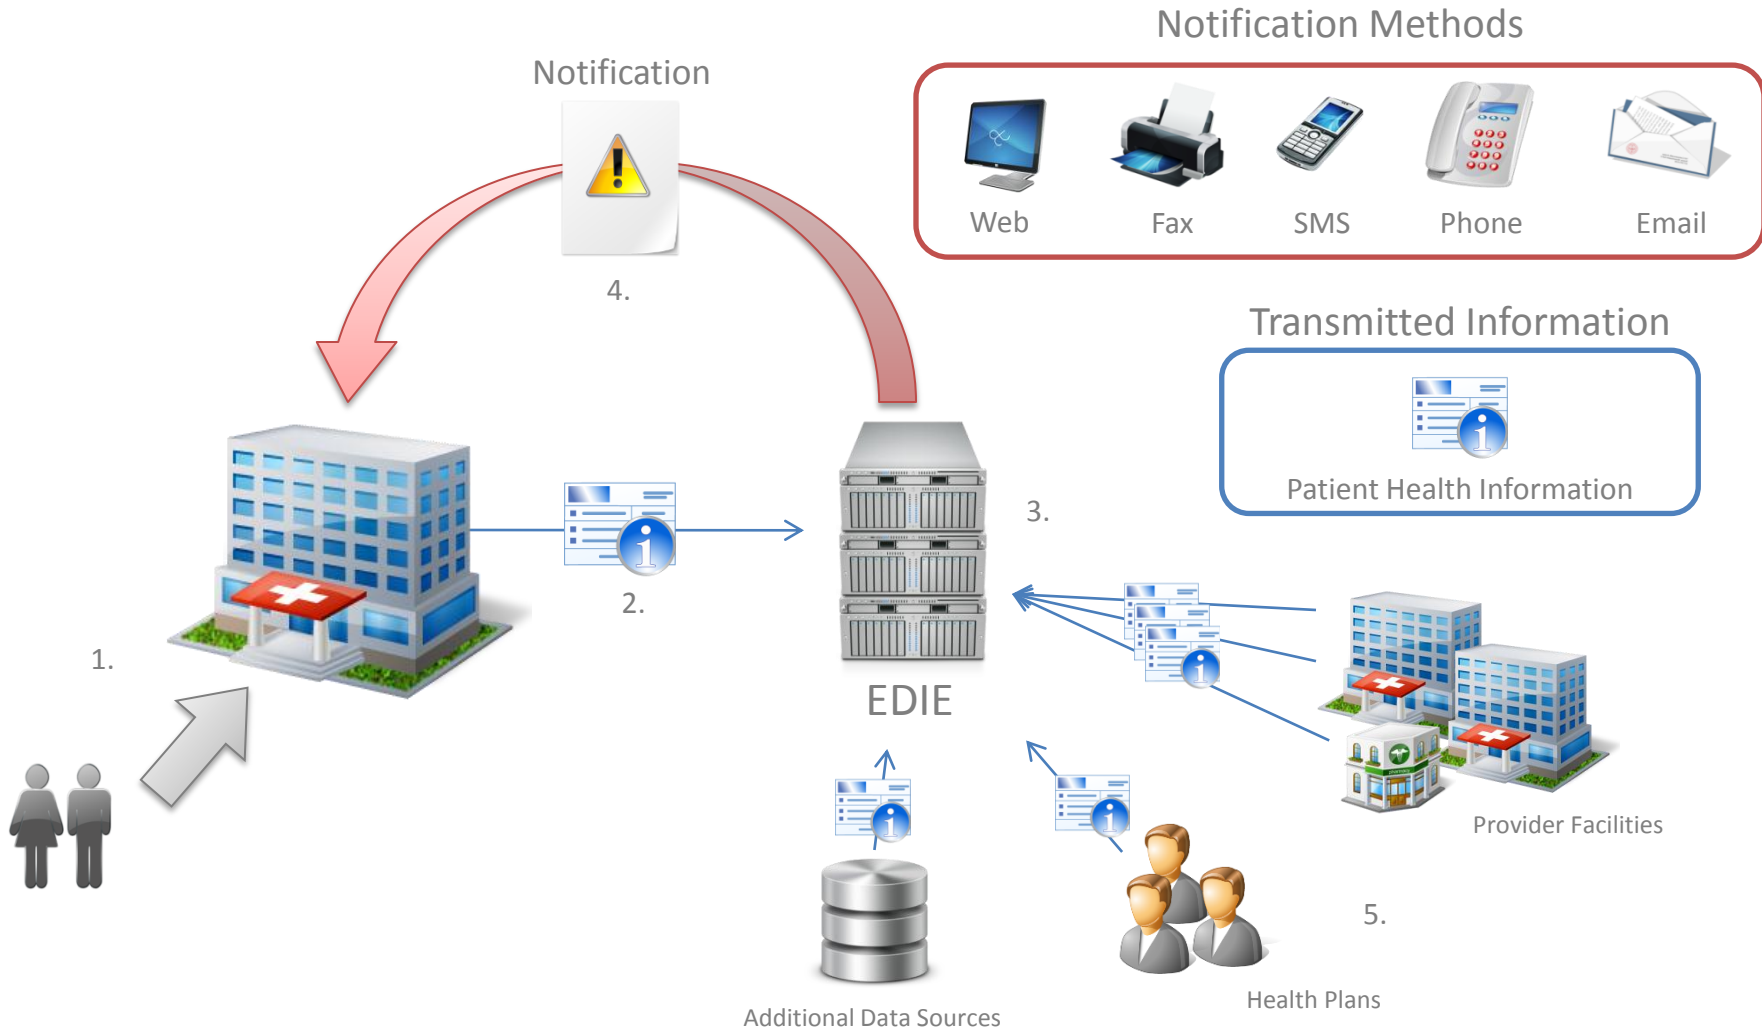 Notification Methods
Notification
Web
Fax
SMS
Phone
Email
4.
Transmitted Information
Patient Health Information
3.
2.
1.
EDIE
Provider Facilities
5.
Health Plans
Additional Data Sources